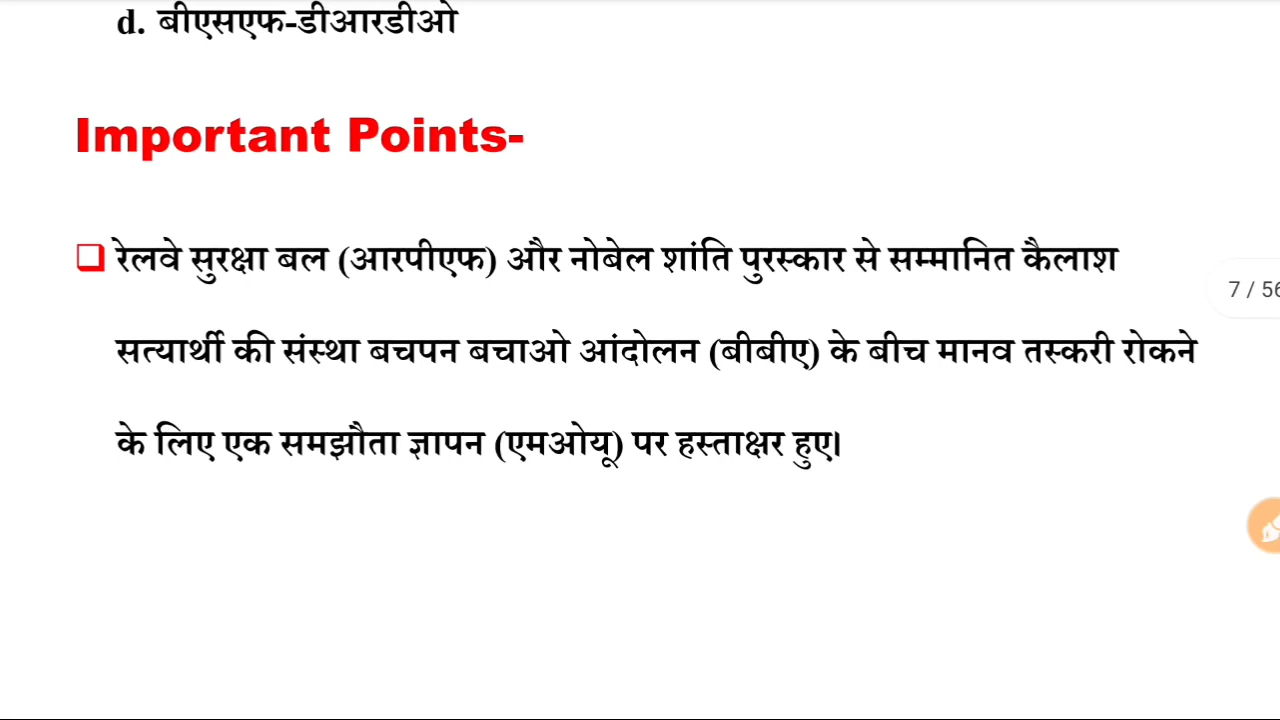 d. बीएसएफ-डीआरडीओ
Important Points-
रेलवे सुरक्षा बल (आरपीएफ) और नोबेल शांति पुरस्कार से सम्मानित कैलाश
सत्यार्थी की संस्था बचपन बचाओ आंदोलन (बीबीए) के बीच मानव तस्करी रोकने
के लिए एक समझौता ज्ञापन (एमओयू) पर हस्ताक्षर हुए।
7 / 56